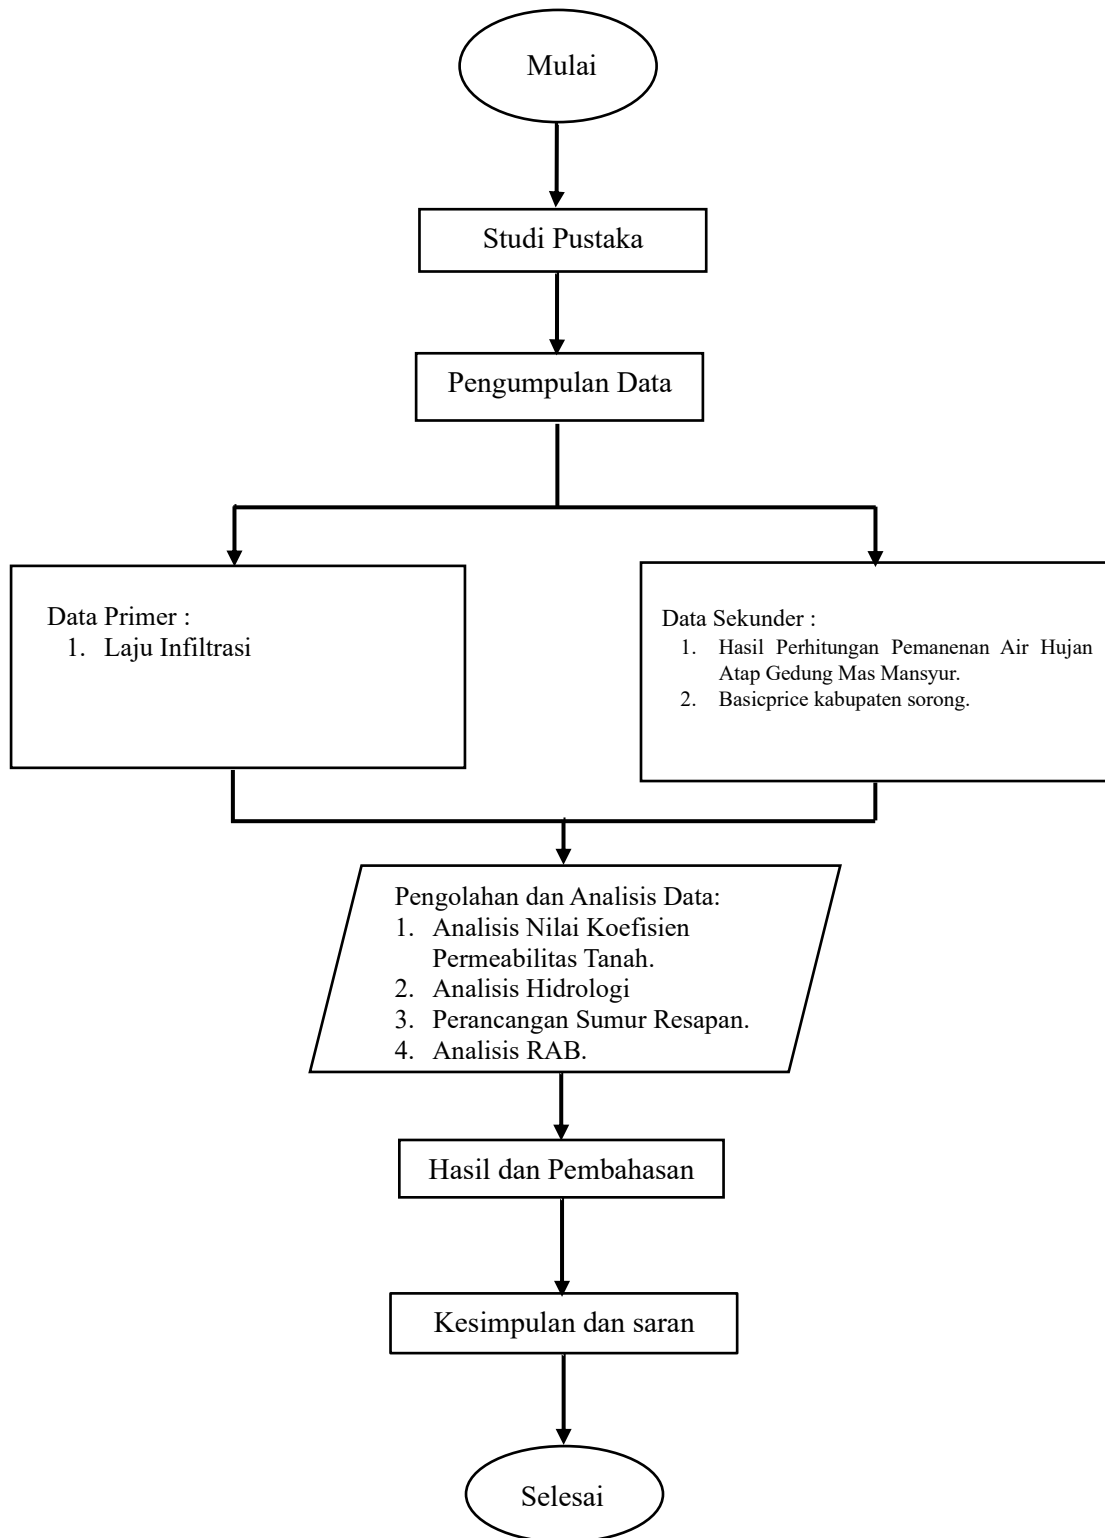 Mulai
Studi Pustaka
Pengumpulan Data
Data Primer :
1. Laju Infiltrasi
Data Sekunder :
1. Hasil Perhitungan Pemanenan Air Hujan
Atap Gedung Mas Mansyur.
2. Basicprice kabupaten sorong.
Pengolahan dan Analisis Data:
1. Analisis Nilai Koefisien
Permeabilitas Tanah.
2. Analisis Hidrologi
3. Perancangan Sumur Resapan.
4. Analisis RAB.
Hasil dan Pembahasan
Kesimpulan dan saran
Selesai